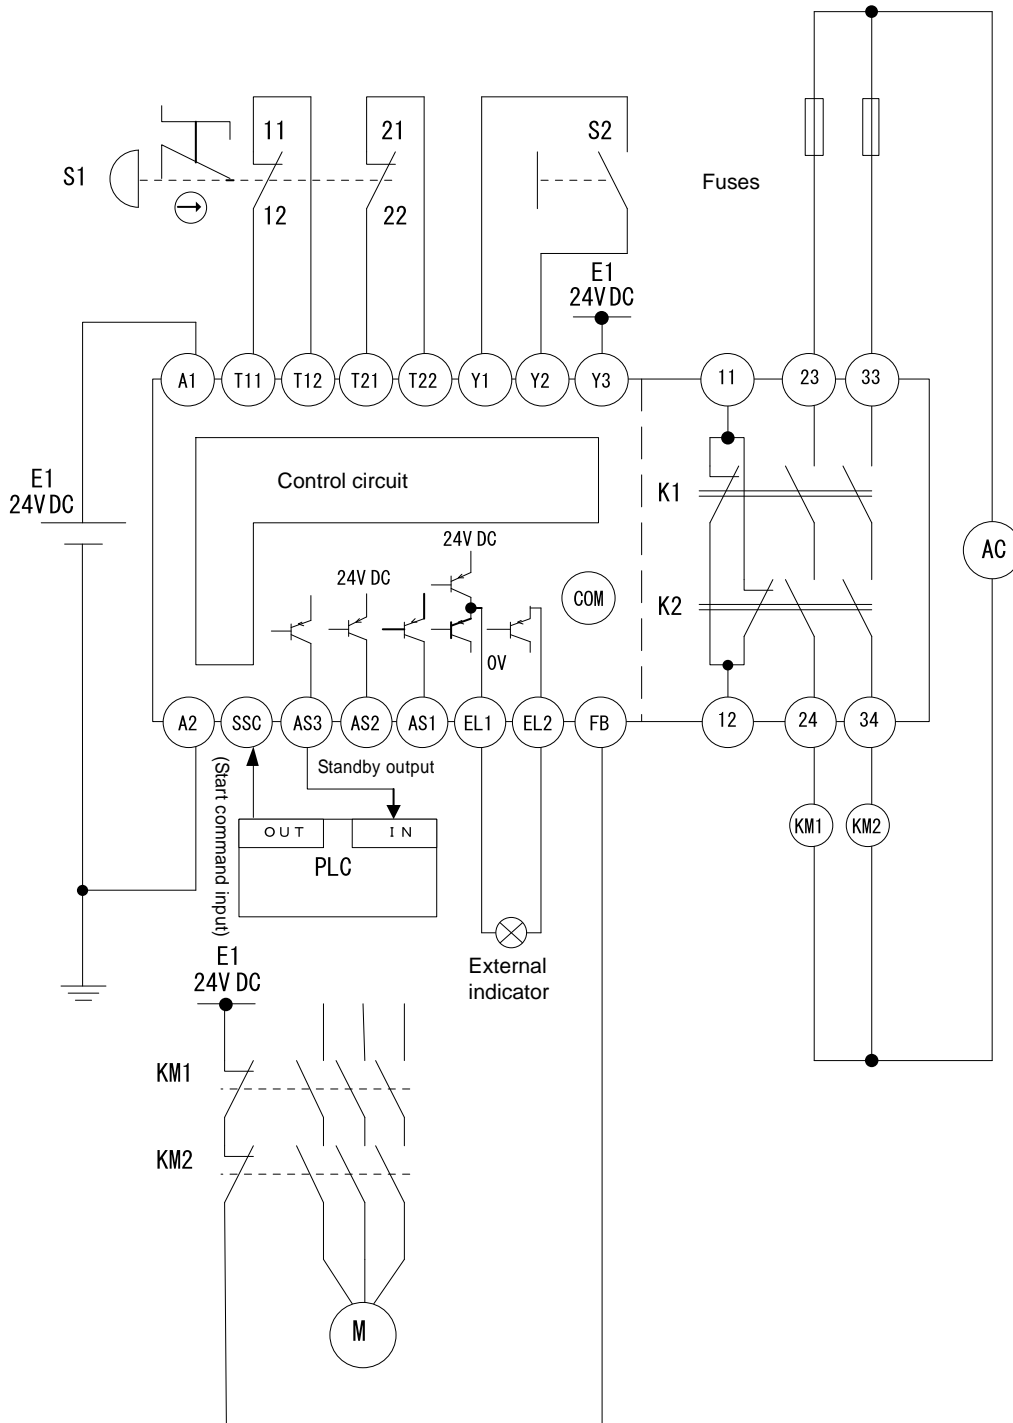 S1
11
12
21
22
S2
Fuses
E1
24V DC
A1
T11
T12
T21
T22
Y1
Y2
Y3
11
23
33
Control circuit
E1
24V DC
K1
K2
AC
24V DC
24V DC
COM
0V
A2
SSC
AS3
AS2
AS1
EL1
EL2
FB
12
24
34
(Start command input)
Standby output
OUT
IN
PLC
KM1
KM2
External
indicator
E1
24V DC
KM1
KM2
M